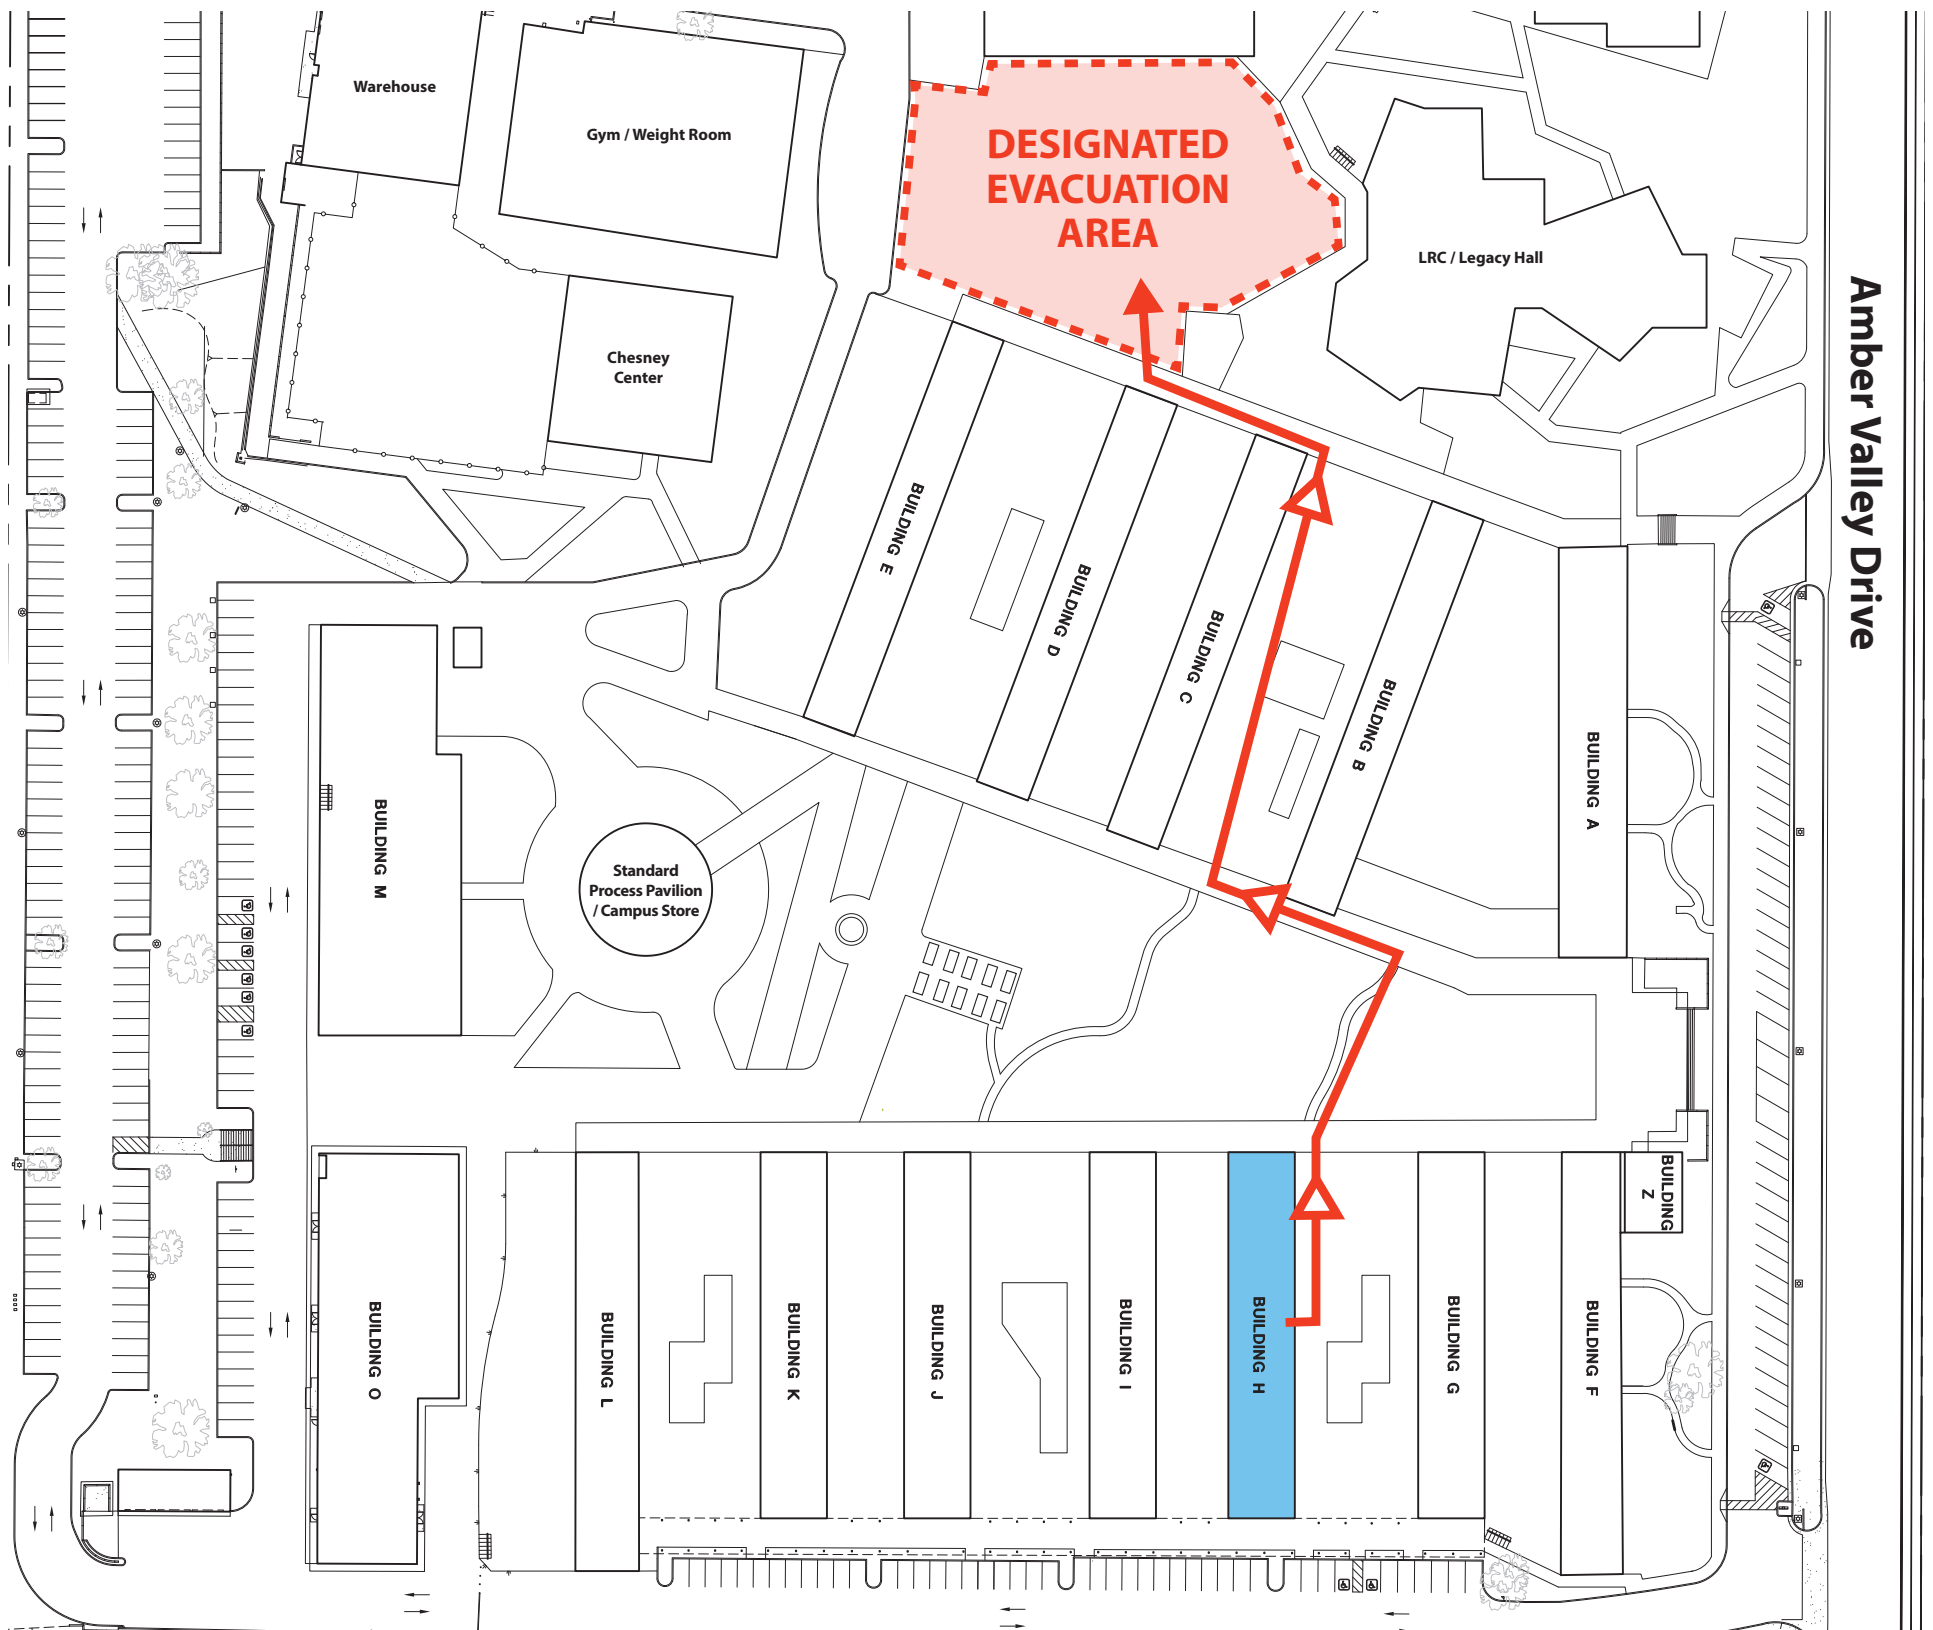 Warehouse
Gym / Weight Room
DESIGNATED
EVACUATION
AREA
LRC / Legacy Hall
Amber Valley Drive
Chesney
Center
BUILDING E
BUILDING D
BUILDING C
BUILDING B
BUILDING A
BUILDING M
Standard
Process Pavilion
/ Campus Store
BUILDING
Z
BUILDING O
BUILDING L
BUILDING K
BUILDING J
BUILDING I
BUILDING H
BUILDING G
BUILDING F